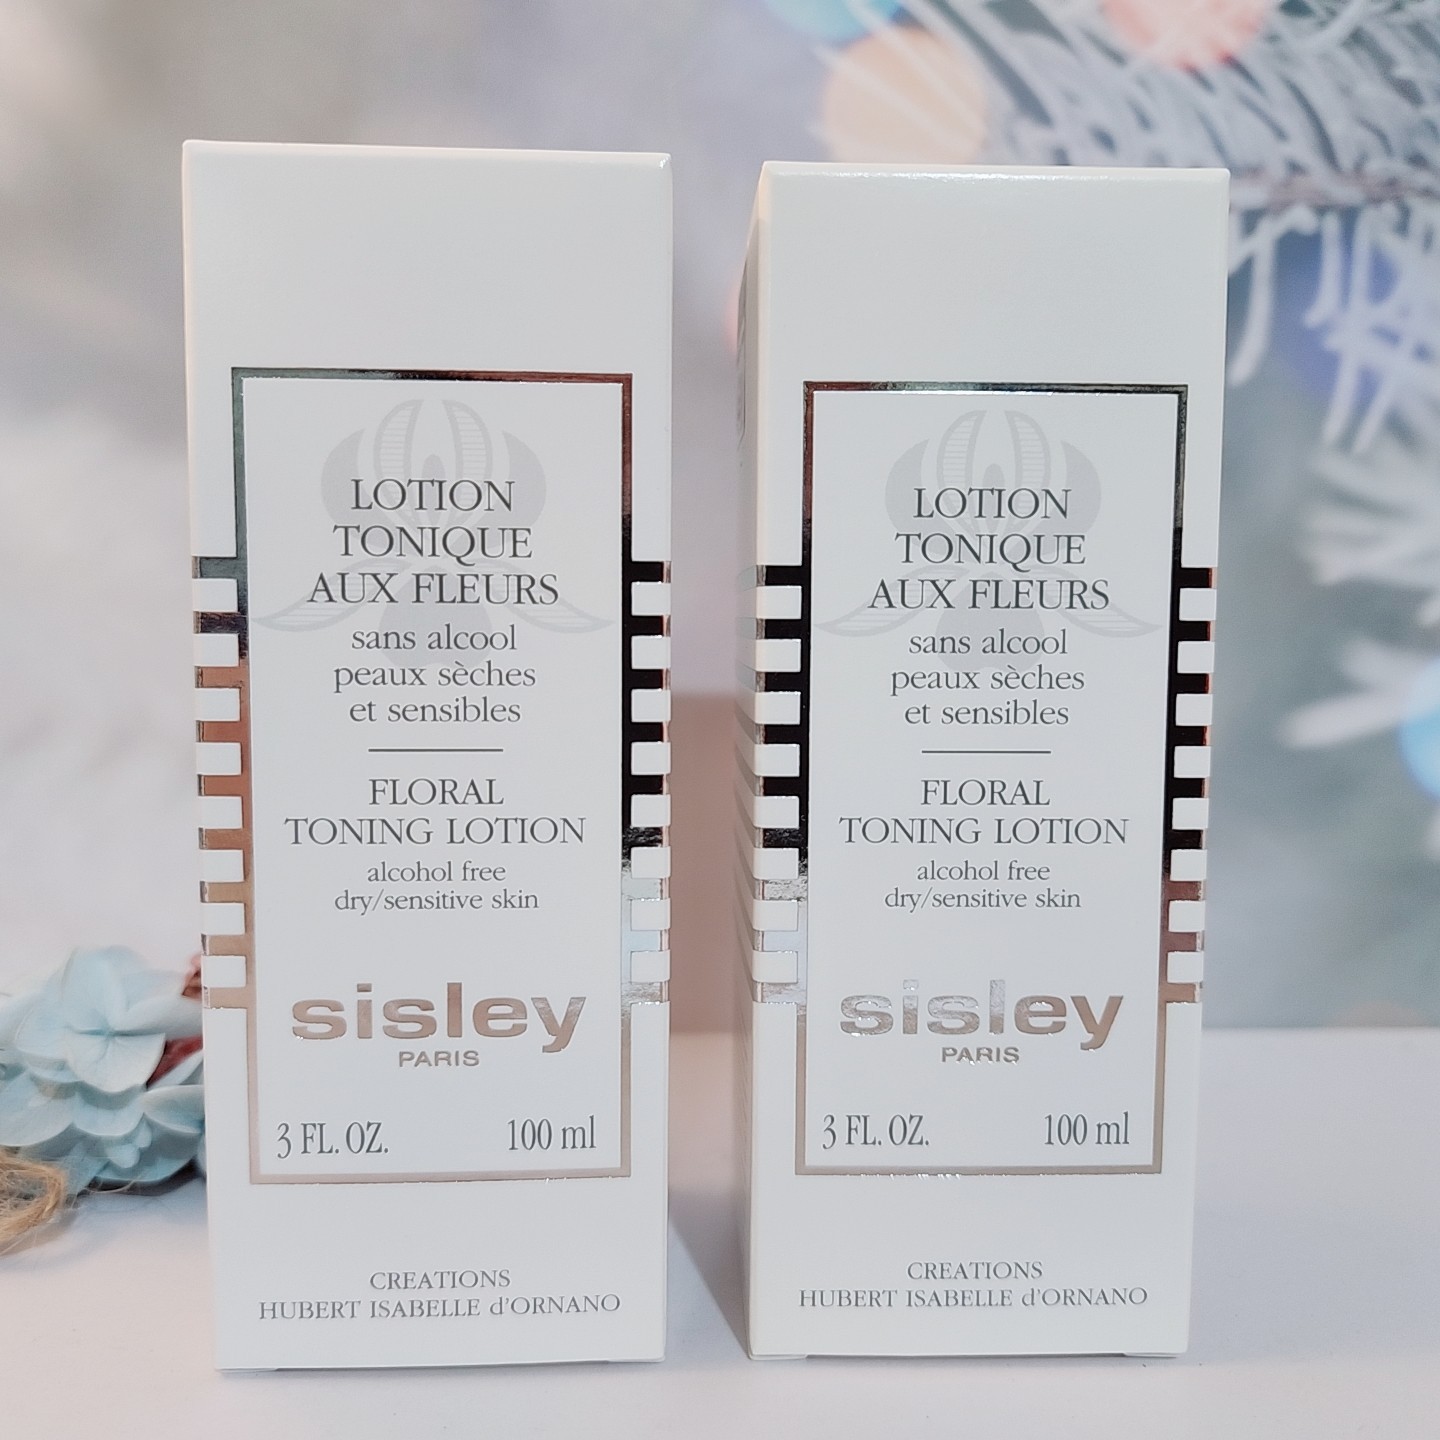 LOTION
TONIQUE
AUX FLEURS
sans alcool
peaux sèches
et sensibles
FLORAL
TONING LOTION
alcohol free
dry/sensitive skin
sisley
PARIS
3 FL. OZ. 100 ml
CREATIONS
HUBERT ISABELLE d'ORNANO
LOTION
TONIQUE
AUX FLEURS
sans alcool
peaux sèches
et sensibles
FLORAL
TONING LOTION
alcohol free
dry/sensitive skin
sisley
PARIS
3 FL. OZ. 100 ml
CREATIONS
HUBERT ISABELLE d'ORNANO